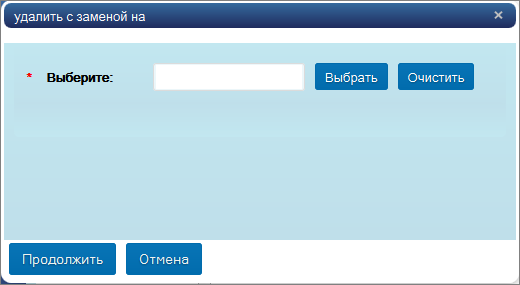 удалить с заменой на ×
* Выберите: Выбрать Очистить
Продолжить Отмена